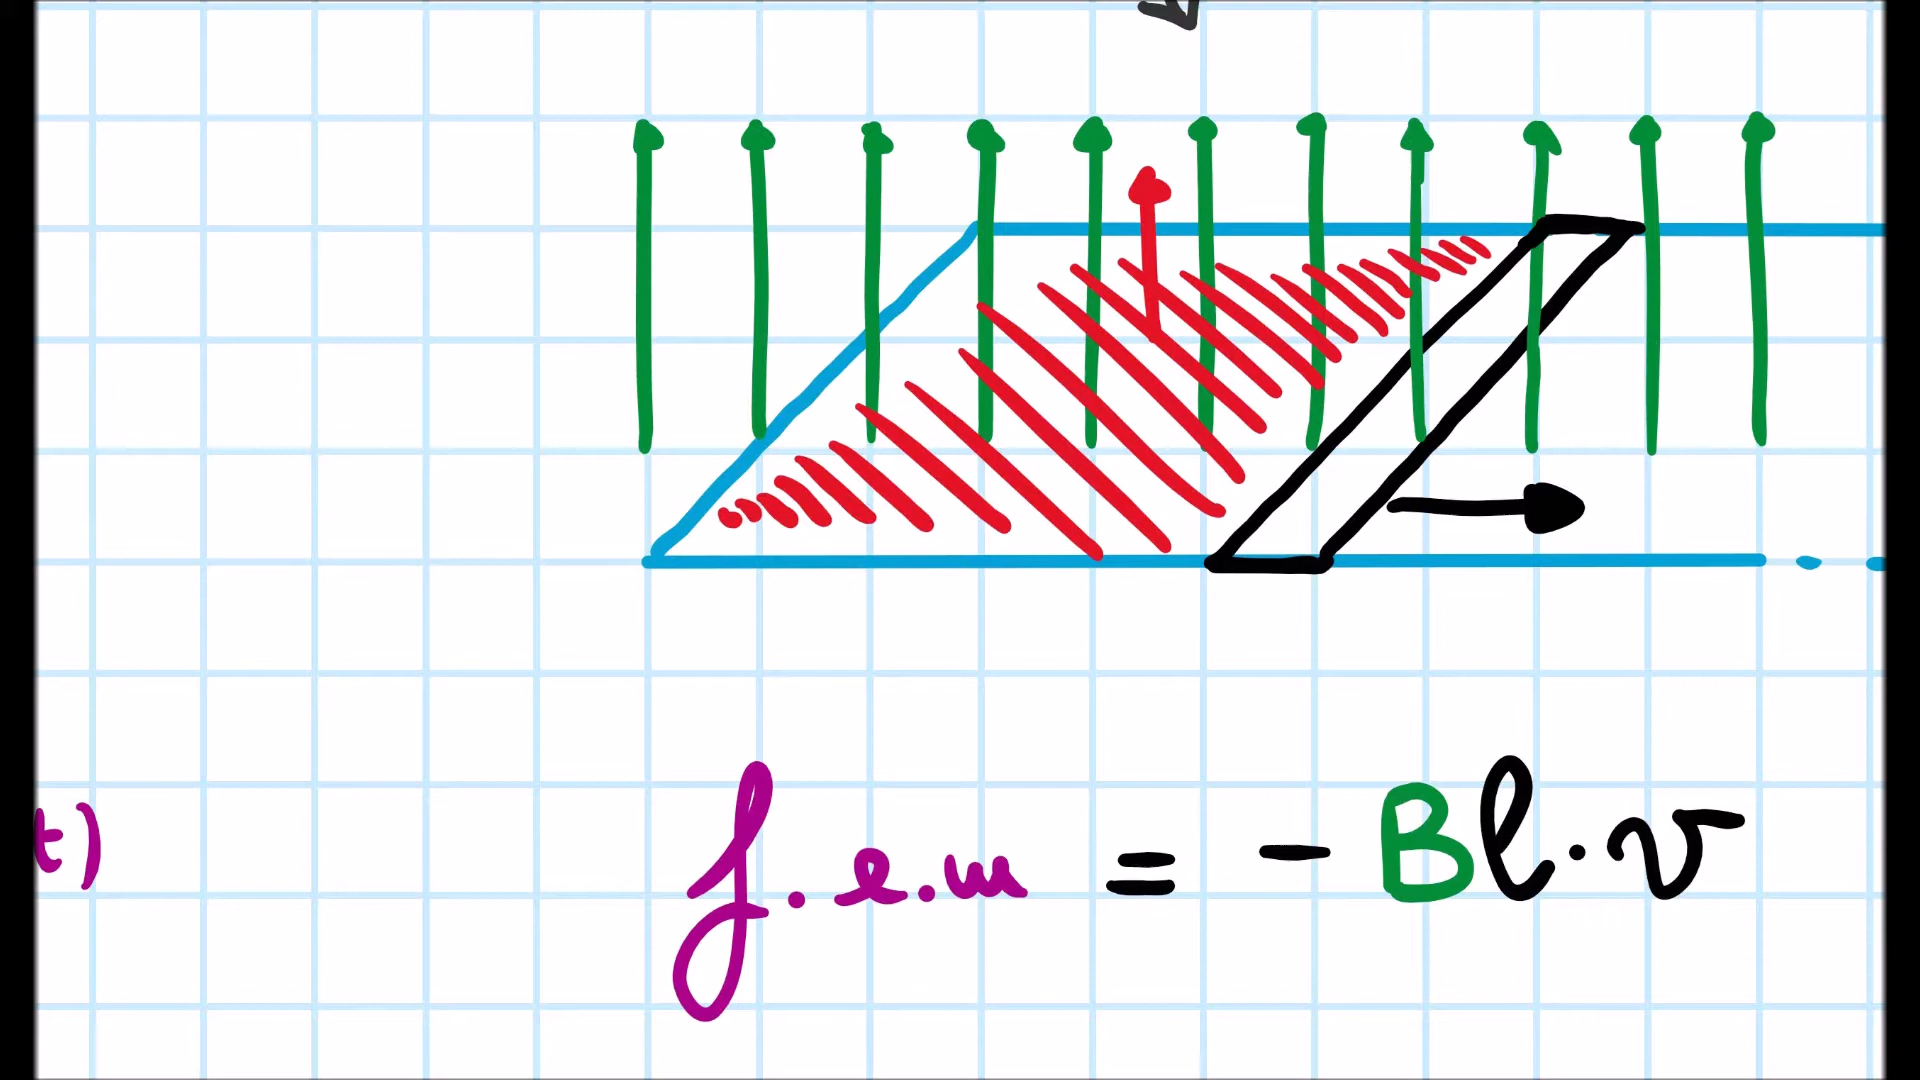 t)
f.e.m = - Bl·v